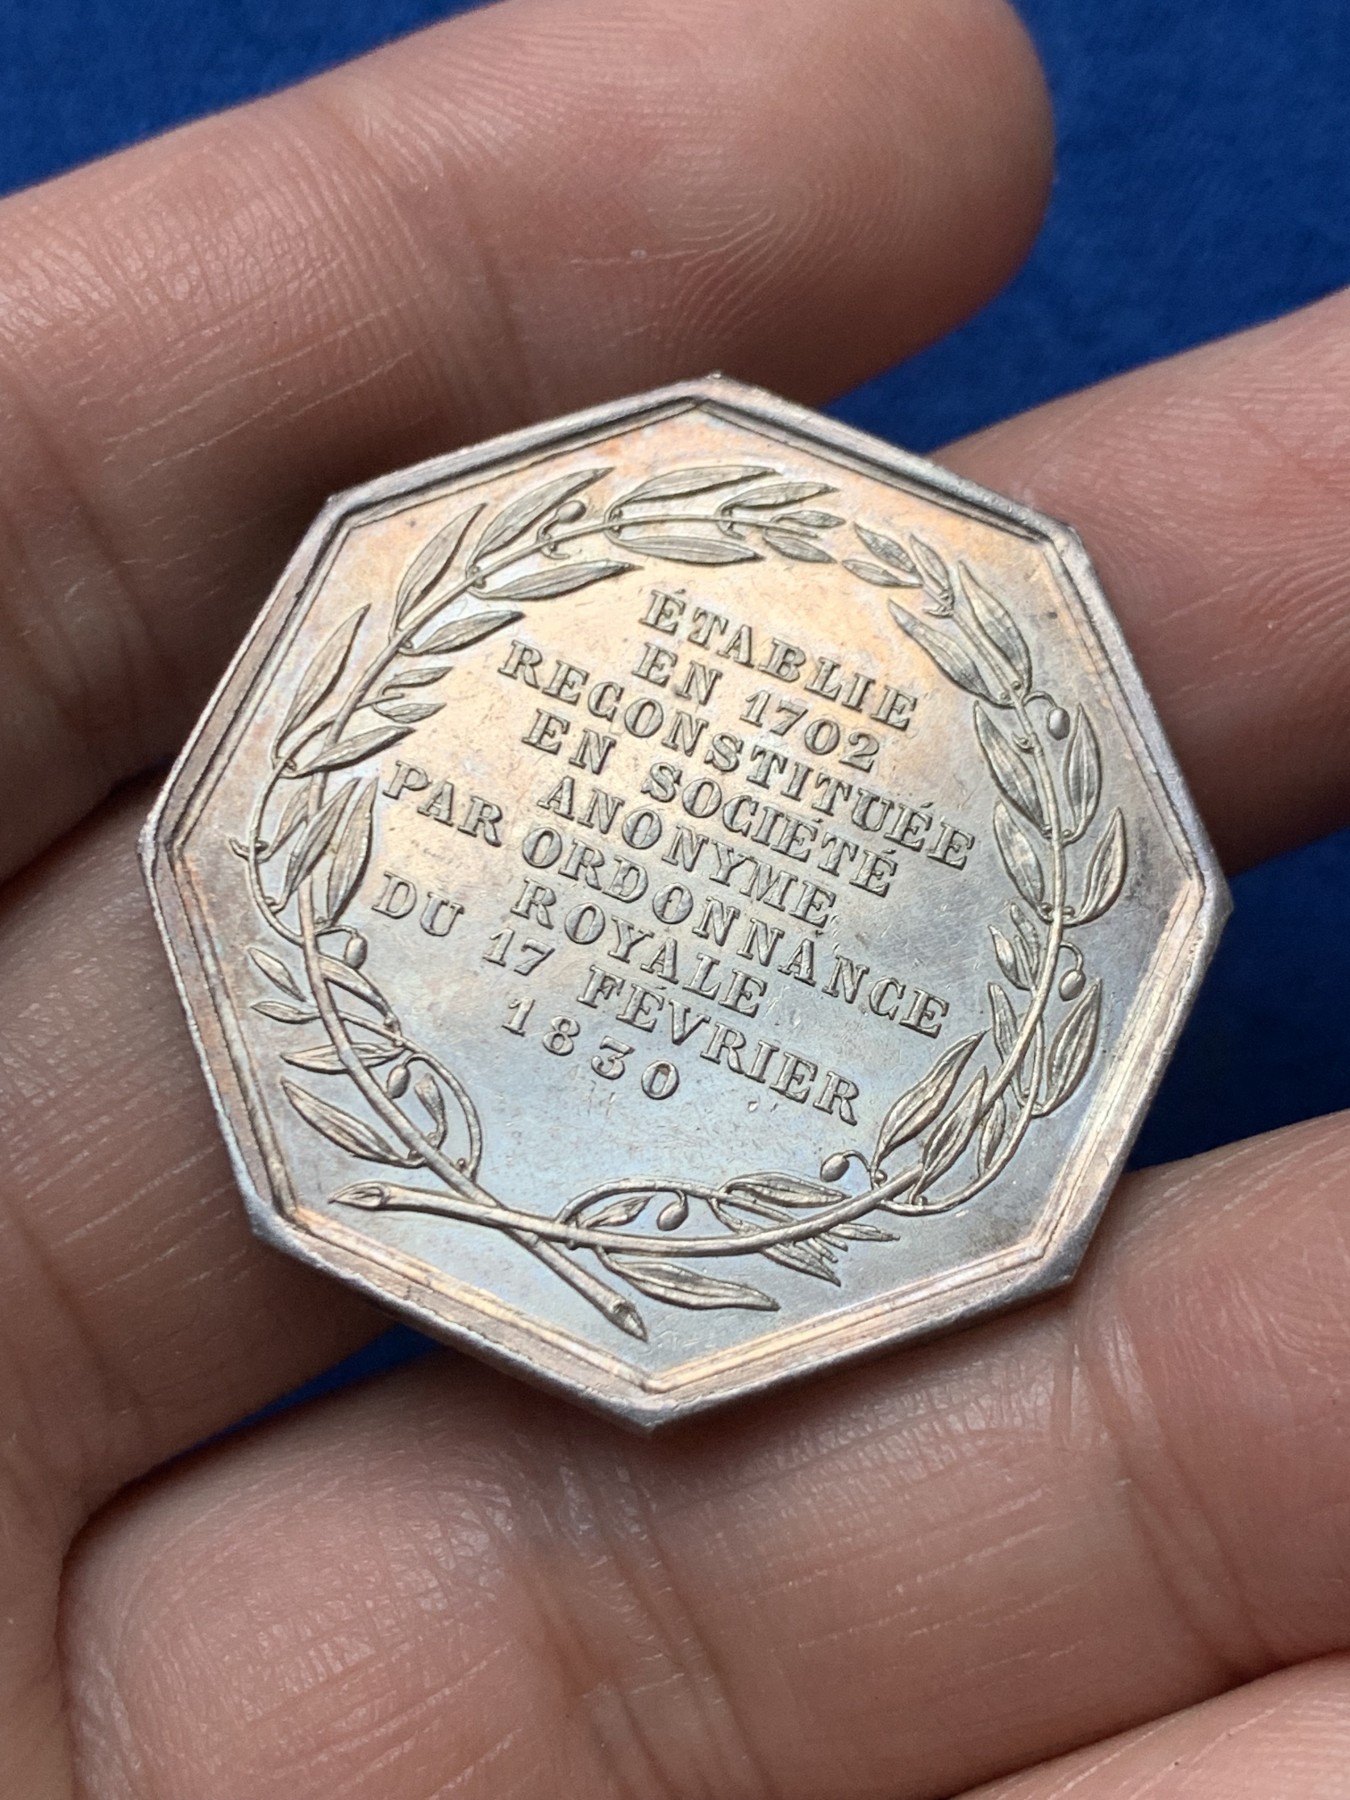 ÉTABLIE
EN 1702
RECONSTITUÉE
EN SOCIÉTÉ
ANONYME
PAR ORDONNANCE
ROYALE
DU 17 FÉVRIER
1830